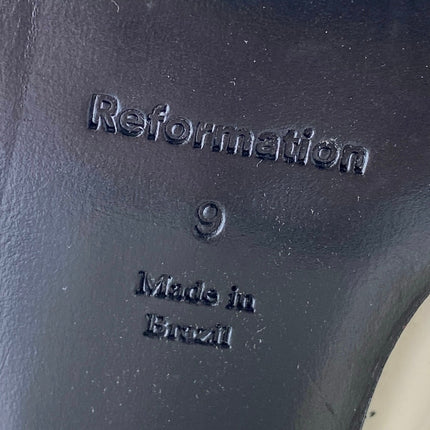 Reformation
9
Made in
Brazil